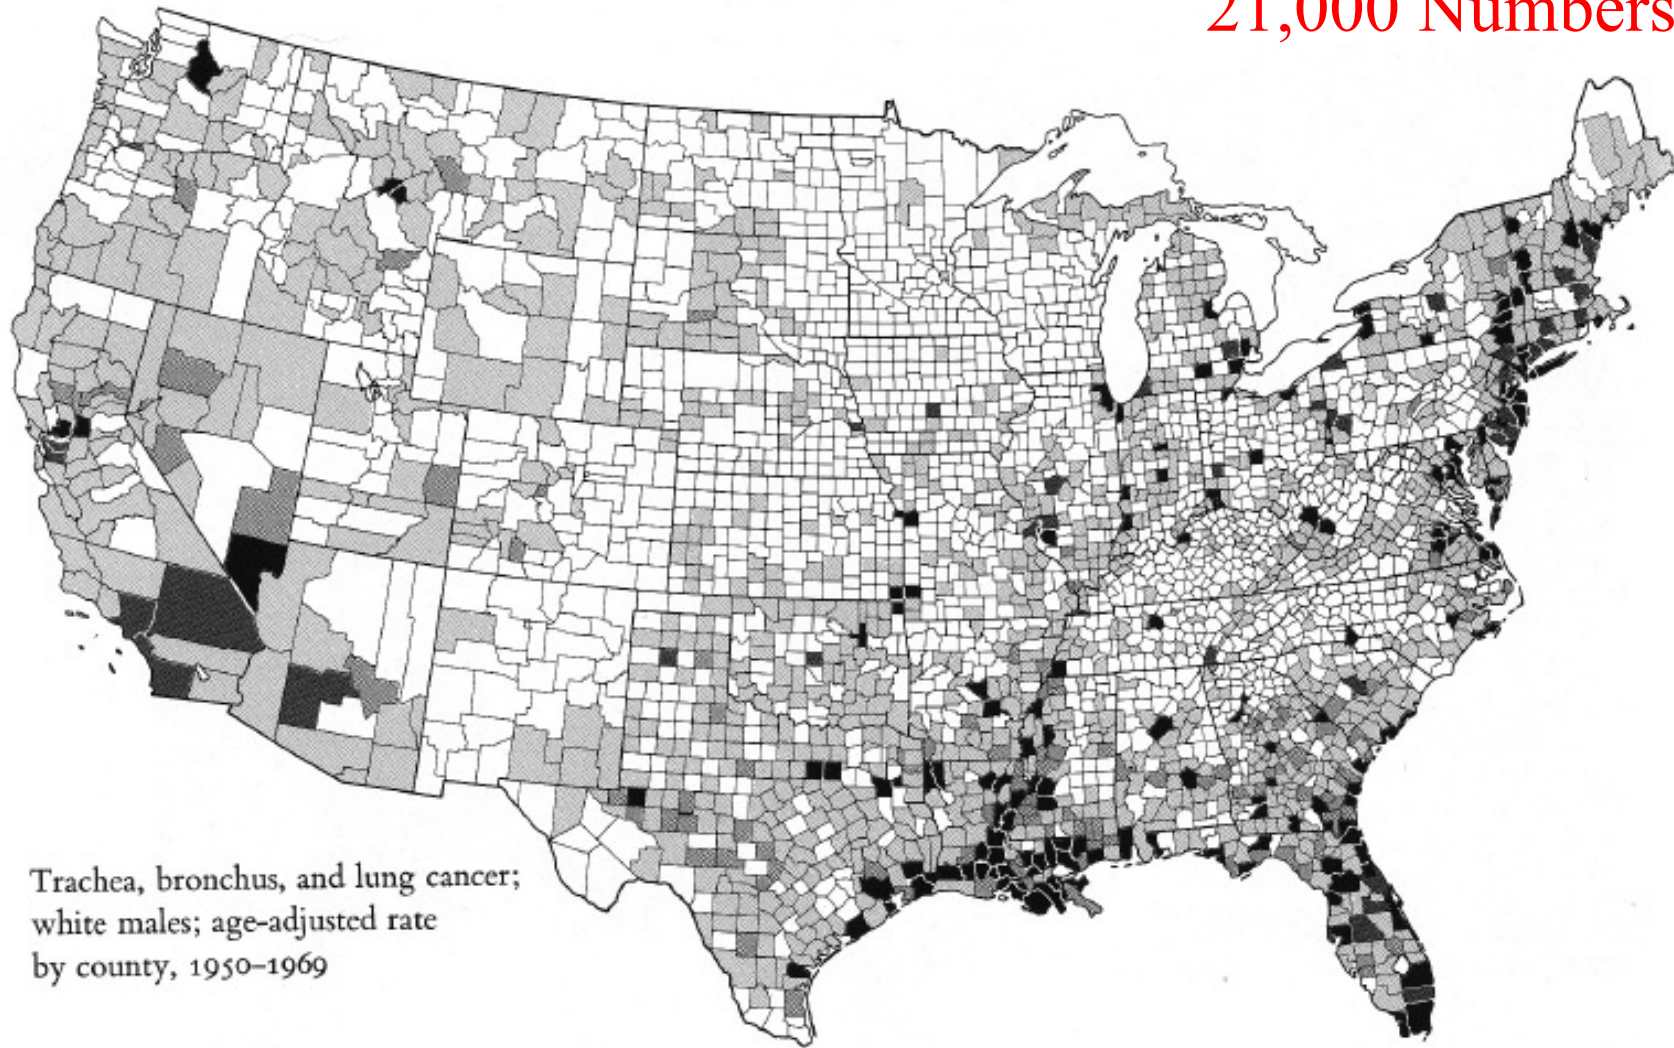 21,000 Numbers
Trachea, bronchus, and lung cancer;
white males; age-adjusted rate
by county, 1950–1969